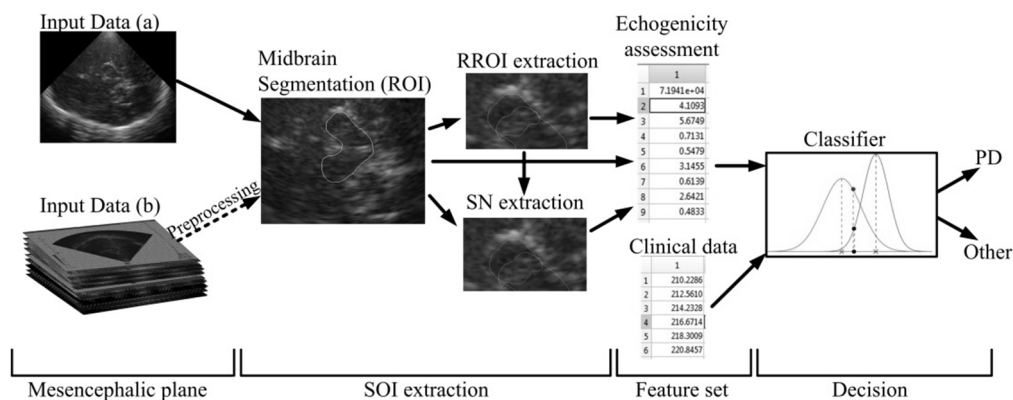 Input Data (a)
Midbrain
Segmentation (ROI)
RROI extraction
Echogenicity
assessment
1
1 7.1941e+04
2 4.1093
3 5.6749
4 0.7131
5 0.5479
6 3.1455
7 0.6139
8 2.6421
9 0.4833
Classifier
PD
Other
Input Data (b)
Preprocessing
SN extraction
Clinical data
1
1 210.2286
2 212.5610
3 214.2328
4 216.6714
5 218.3009
6 220.8457
Mesencephalic plane
SOI extraction
Feature set
Decision